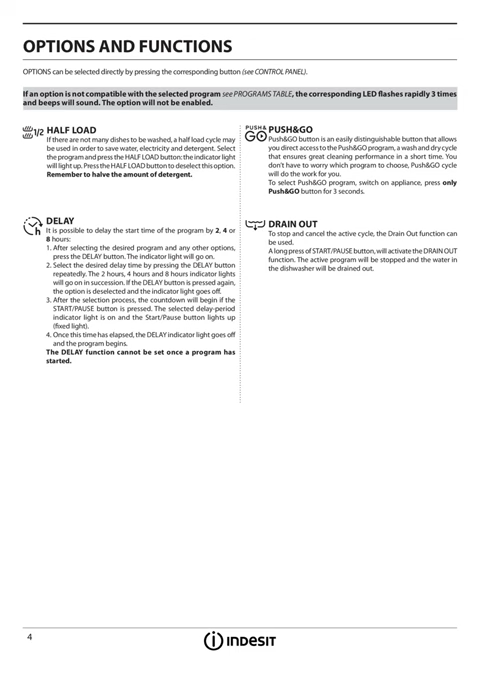 OPTIONS AND FUNCTIONS
OPTIONS can be selected directly by pressing the corresponding button (see CONTROL PANEL).
If an option is not compatible with the selected program see PROGRAMS TABLE, the corresponding LED flashes rapidly 3 times
and beeps will sound. The option will not be enabled.
1/2 HALF LOAD
If there are not many dishes to be washed, a half load cycle may
be used in order to save water, electricity and detergent. Select
the program and press the HALF LOAD button: the indicator light
will light up. Press the HALF LOAD button to deselect this option.
Remember to halve the amount of detergent.
h DELAY
It is possible to delay the start time of the program by 2, 4 or
8 hours:
1. After selecting the desired program and any other options,
press the DELAY button. The indicator light will go on.
2. Select the desired delay time by pressing the DELAY button
repeatedly. The 2 hours, 4 hours and 8 hours indicator lights
will go on in succession. If the DELAY button is pressed again,
the option is deselected and the indicator light goes off.
3. After the selection process, the countdown will begin if the
START/PAUSE button is pressed. The selected delay-period
indicator light is on and the Start/Pause button lights up
(fixed light).
4. Once this time has elapsed, the DELAY indicator light goes off
and the program begins.
The DELAY function cannot be set once a program has
started.
PUSH& GO PUSH&GO
Push&GO button is an easily distinguishable button that allows
you direct access to the Push&GO program, a wash and dry cycle
that ensures great cleaning performance in a short time. You
don't have to worry which program to choose, Push&GO cycle
will do the work for you.
To select Push&GO program, switch on appliance, press only
Push&GO button for 3 seconds.
DRAIN OUT
To stop and cancel the active cycle, the Drain Out function can
be used.
A long press of START/PAUSE button, will activate the DRAIN OUT
function. The active program will be stopped and the water in
the dishwasher will be drained out.
4
i INDESIT